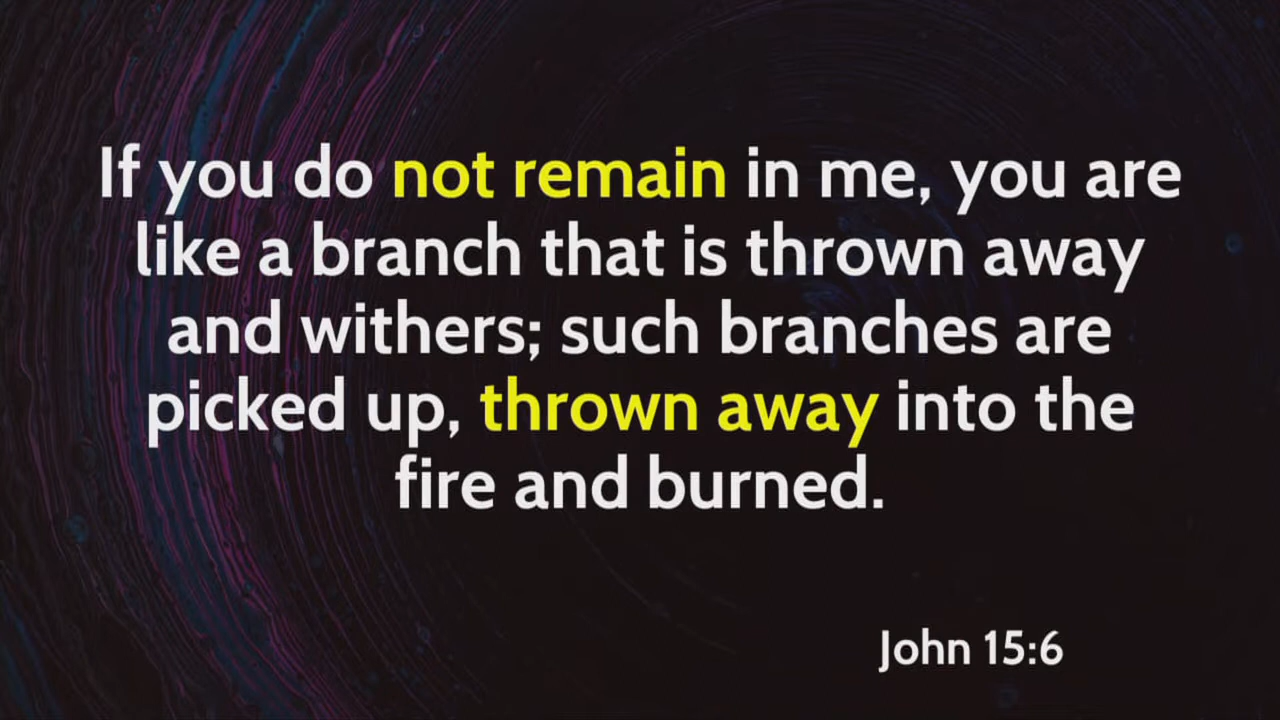 If you do not remain in me, you are
like a branch that is thrown away
and withers; such branches are
picked up, thrown away into the
fire and burned.
John 15:6